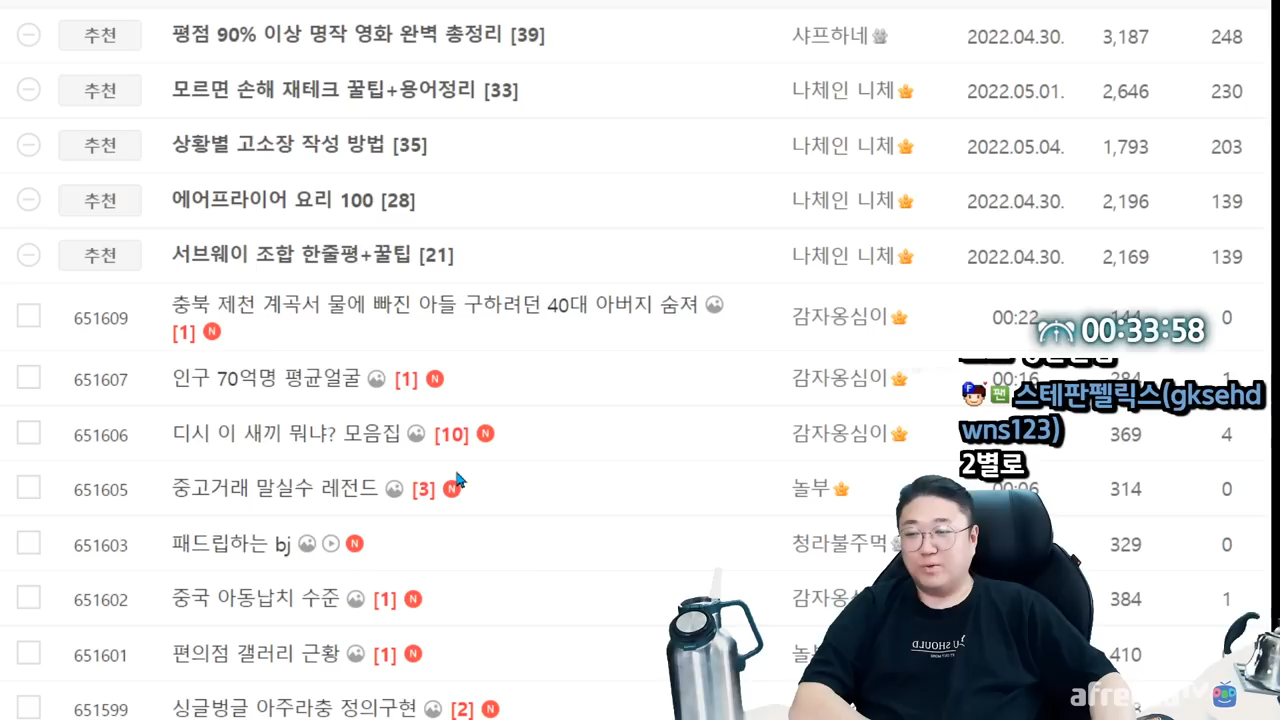 추천 평점 90% 이상 명작 영화 완벽 총정리 [39] 샤프하네 2022.04.30. 3,187 248
추천 모르면 손해 재테크 꿀팁+용어정리 [33] 나체인 니체 2022.05.01. 2,646 230
추천 상황별 고소장 작성 방법 [35] 나체인 니체 2022.05.04. 1,793 203
추천 에어프라이어 요리 100 [28] 나체인 니체 2022.04.30. 2,196 139
추천 서브웨이 조합 한줄평+꿀팁 [21] 나체인 니체 2022.04.30. 2,169 139
651609 충북 제천 계곡서 물에 빠진 아들 구하려던 40대 아버지 숨져 감자옹심이 00:22 144 0
[1] N
00:33:58
651607 인구 70억명 평균얼굴 [1] N 감자옹심이 00:16 284 1
팬 스테판펠릭스(gksehd
wns123)
2별로
651606 디시 이 새끼 뭐냐? 모음집 [10] N 감자옹심이 369 4
651605 중고거래 말실수 레전드 [3] N 놀부 00:06 314 0
651603 패드립하는 bj N 청라불주먹 329 0
651602 중국 아동납치 수준 [1] N 감자옹 384 1
651601 편의점 갤러리 근황 [1] N 놀부 410
651599 싱글벙글 아주라충 정의구현 [2] N
U SHOULD